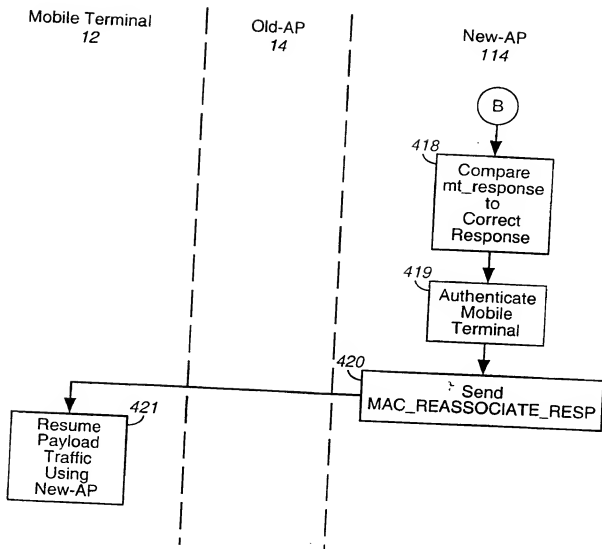 Mobile Terminal
12
Old-AP
14
New-AP
114
B
418
Compare
mt_response
to
Correct
Response
419
Authenticate
Mobile
Terminal
420
Send
MAC_REASSOCIATE_RESP
421
Resume
Payload
Traffic
Using
New-AP